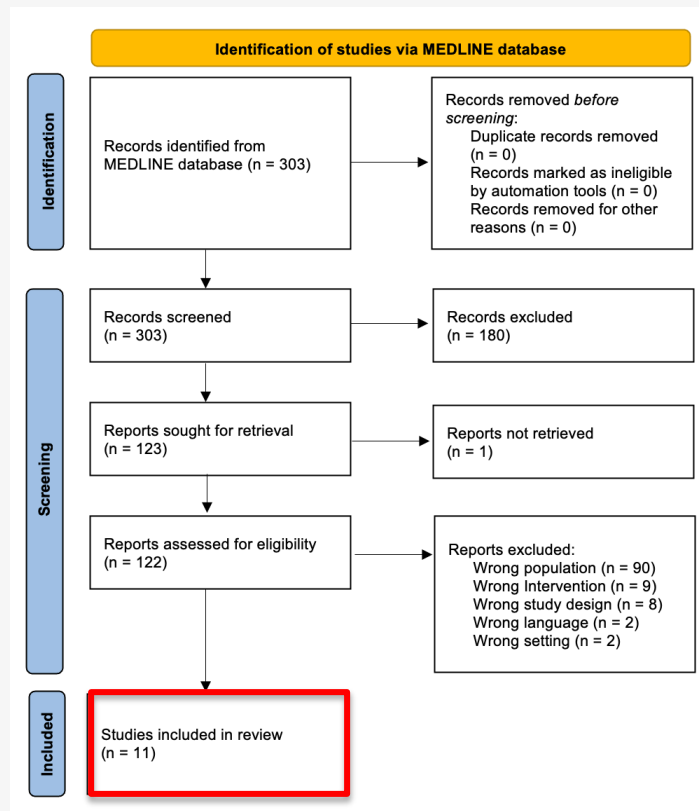 Identification of studies via MEDLINE database
Identification
Records identified from
MEDLINE database (n = 303)
Records removed before
screening:
Duplicate records removed
(n = 0)
Records marked as ineligible
by automation tools (n = 0)
Records removed for other
reasons (n = 0)
Screening
Records screened
(n = 303)
Records excluded
(n = 180)
Reports sought for retrieval
(n = 123)
Reports not retrieved
(n = 1)
Reports assessed for eligibility
(n = 122)
Reports excluded:
Wrong population (n = 90)
Wrong Intervention (n = 9)
Wrong study design (n = 8)
Wrong language (n = 2)
Wrong setting (n = 2)
Included
Studies included in review
(n = 11)